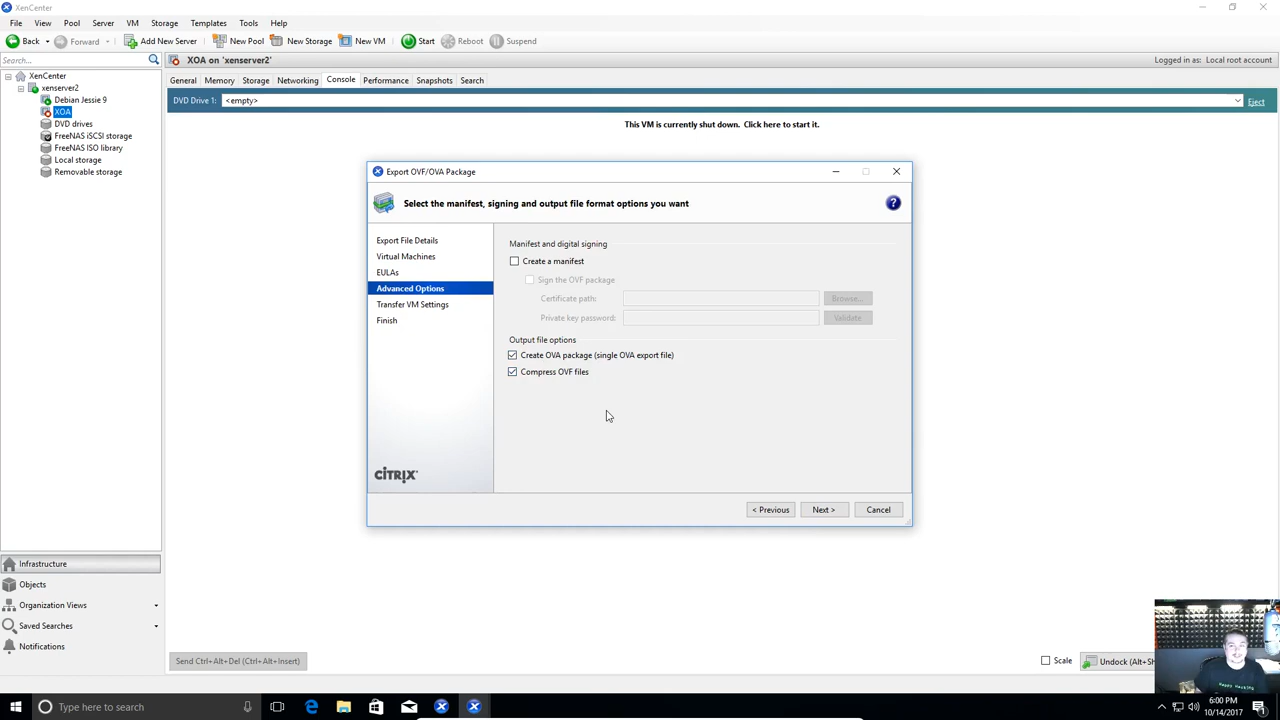 XenCenter
File View Pool Server VM Storage Templates Tools Help
Back Forward Add New Server New Pool New Storage New VM Start Reboot Suspend
Search...
XOA on 'xenserver2'
Logged in as: Local root account
XenCenter
xenserver2
Debian Jessie 9
XOA
DVD drives
FreeNAS iSCSI storage
FreeNAS ISO library
Local storage
Removable storage
General Memory Storage Networking Console Performance Snapshots Search
DVD Drive 1: <empty> Eject
This VM is currently shut down. Click here to start it.
Export OVF/OVA Package
Select the manifest, signing and output file format options you want
?
Export File Details
Virtual Machines
EULAs
Advanced Options
Transfer VM Settings
Finish
CITRIX
Manifest and digital signing
Create a manifest
Sign the OVF package
Certificate path: Browse...
Private key password: Validate
Output file options
Create OVA package (single OVA export file)
Compress OVF files
< Previous Next > Cancel
Infrastructure
Objects
Organization Views
Saved Searches
Notifications
Send Ctrl+Alt+Del (Ctrl+Alt+Insert)
Scale
Undock (Alt+Sh
Happy Hacking
Type here to search
6:00 PM
10/14/2017
1